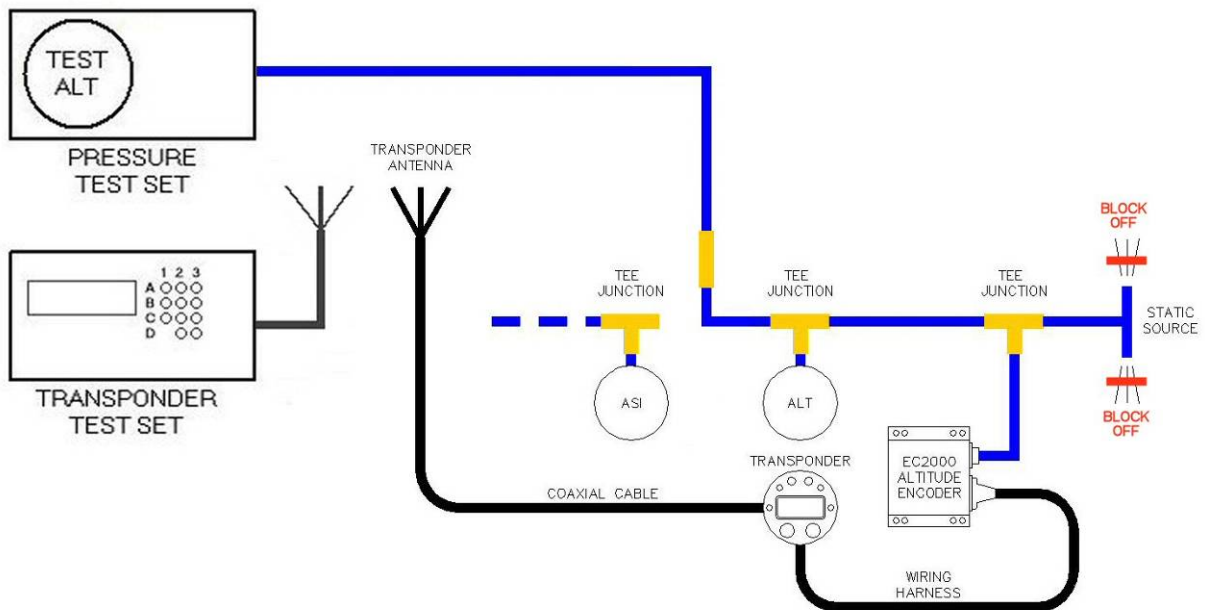 TEST
ALT
PRESSURE
TEST SET
TRANSPONDER
ANTENNA
BLOCK
OFF
1 2 3
A
B
C
D
TRANSPONDER
TEST SET
TEE
JUNCTION
TEE
JUNCTION
TEE
JUNCTION
STATIC
SOURCE
ASI
ALT
BLOCK
OFF
TRANSPONDER
EC2000
ALTITUDE
ENCODER
COAXIAL CABLE
WIRING
HARNESS